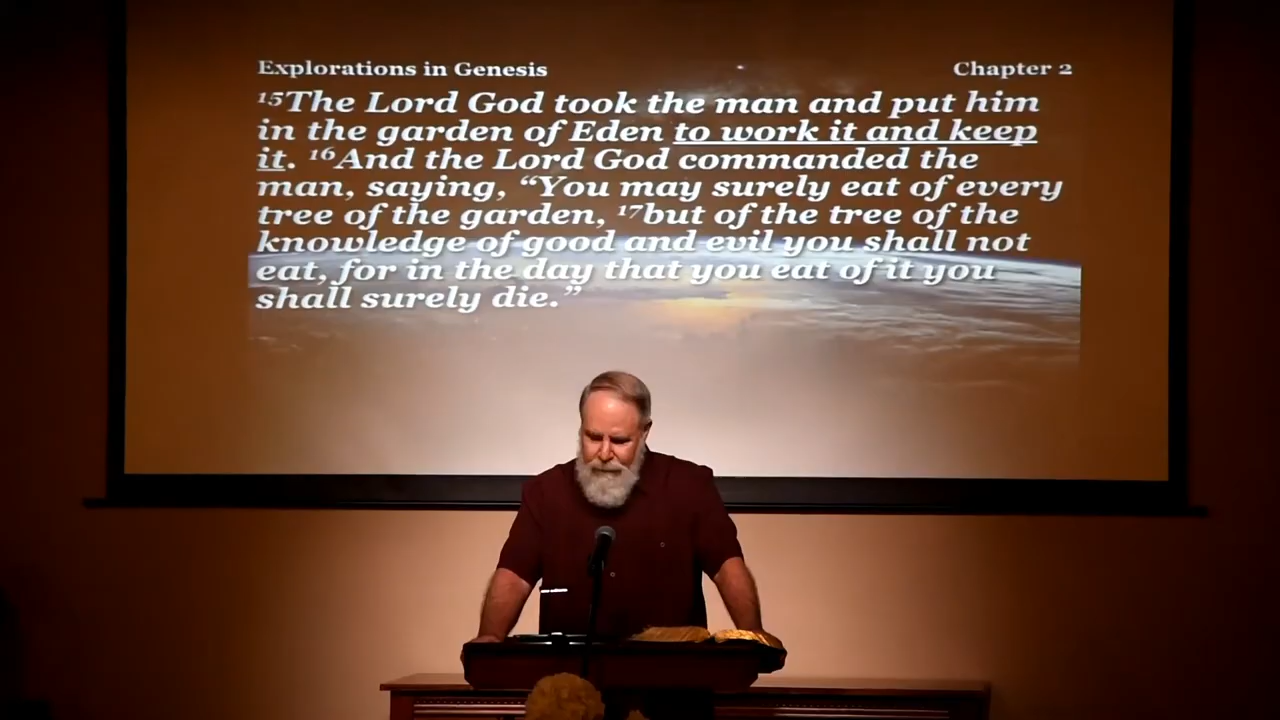 Explorations in Genesis
Chapter 2
¹⁵The Lord God took the man and put him
in the garden of Eden to work it and keep
it. ¹⁶And the Lord God commanded the
man, saying, “You may surely eat of every
tree of the garden, ¹⁷but of the tree of the
knowledge of good and evil you shall not
eat, for in the day that you eat of it you
shall surely die.”